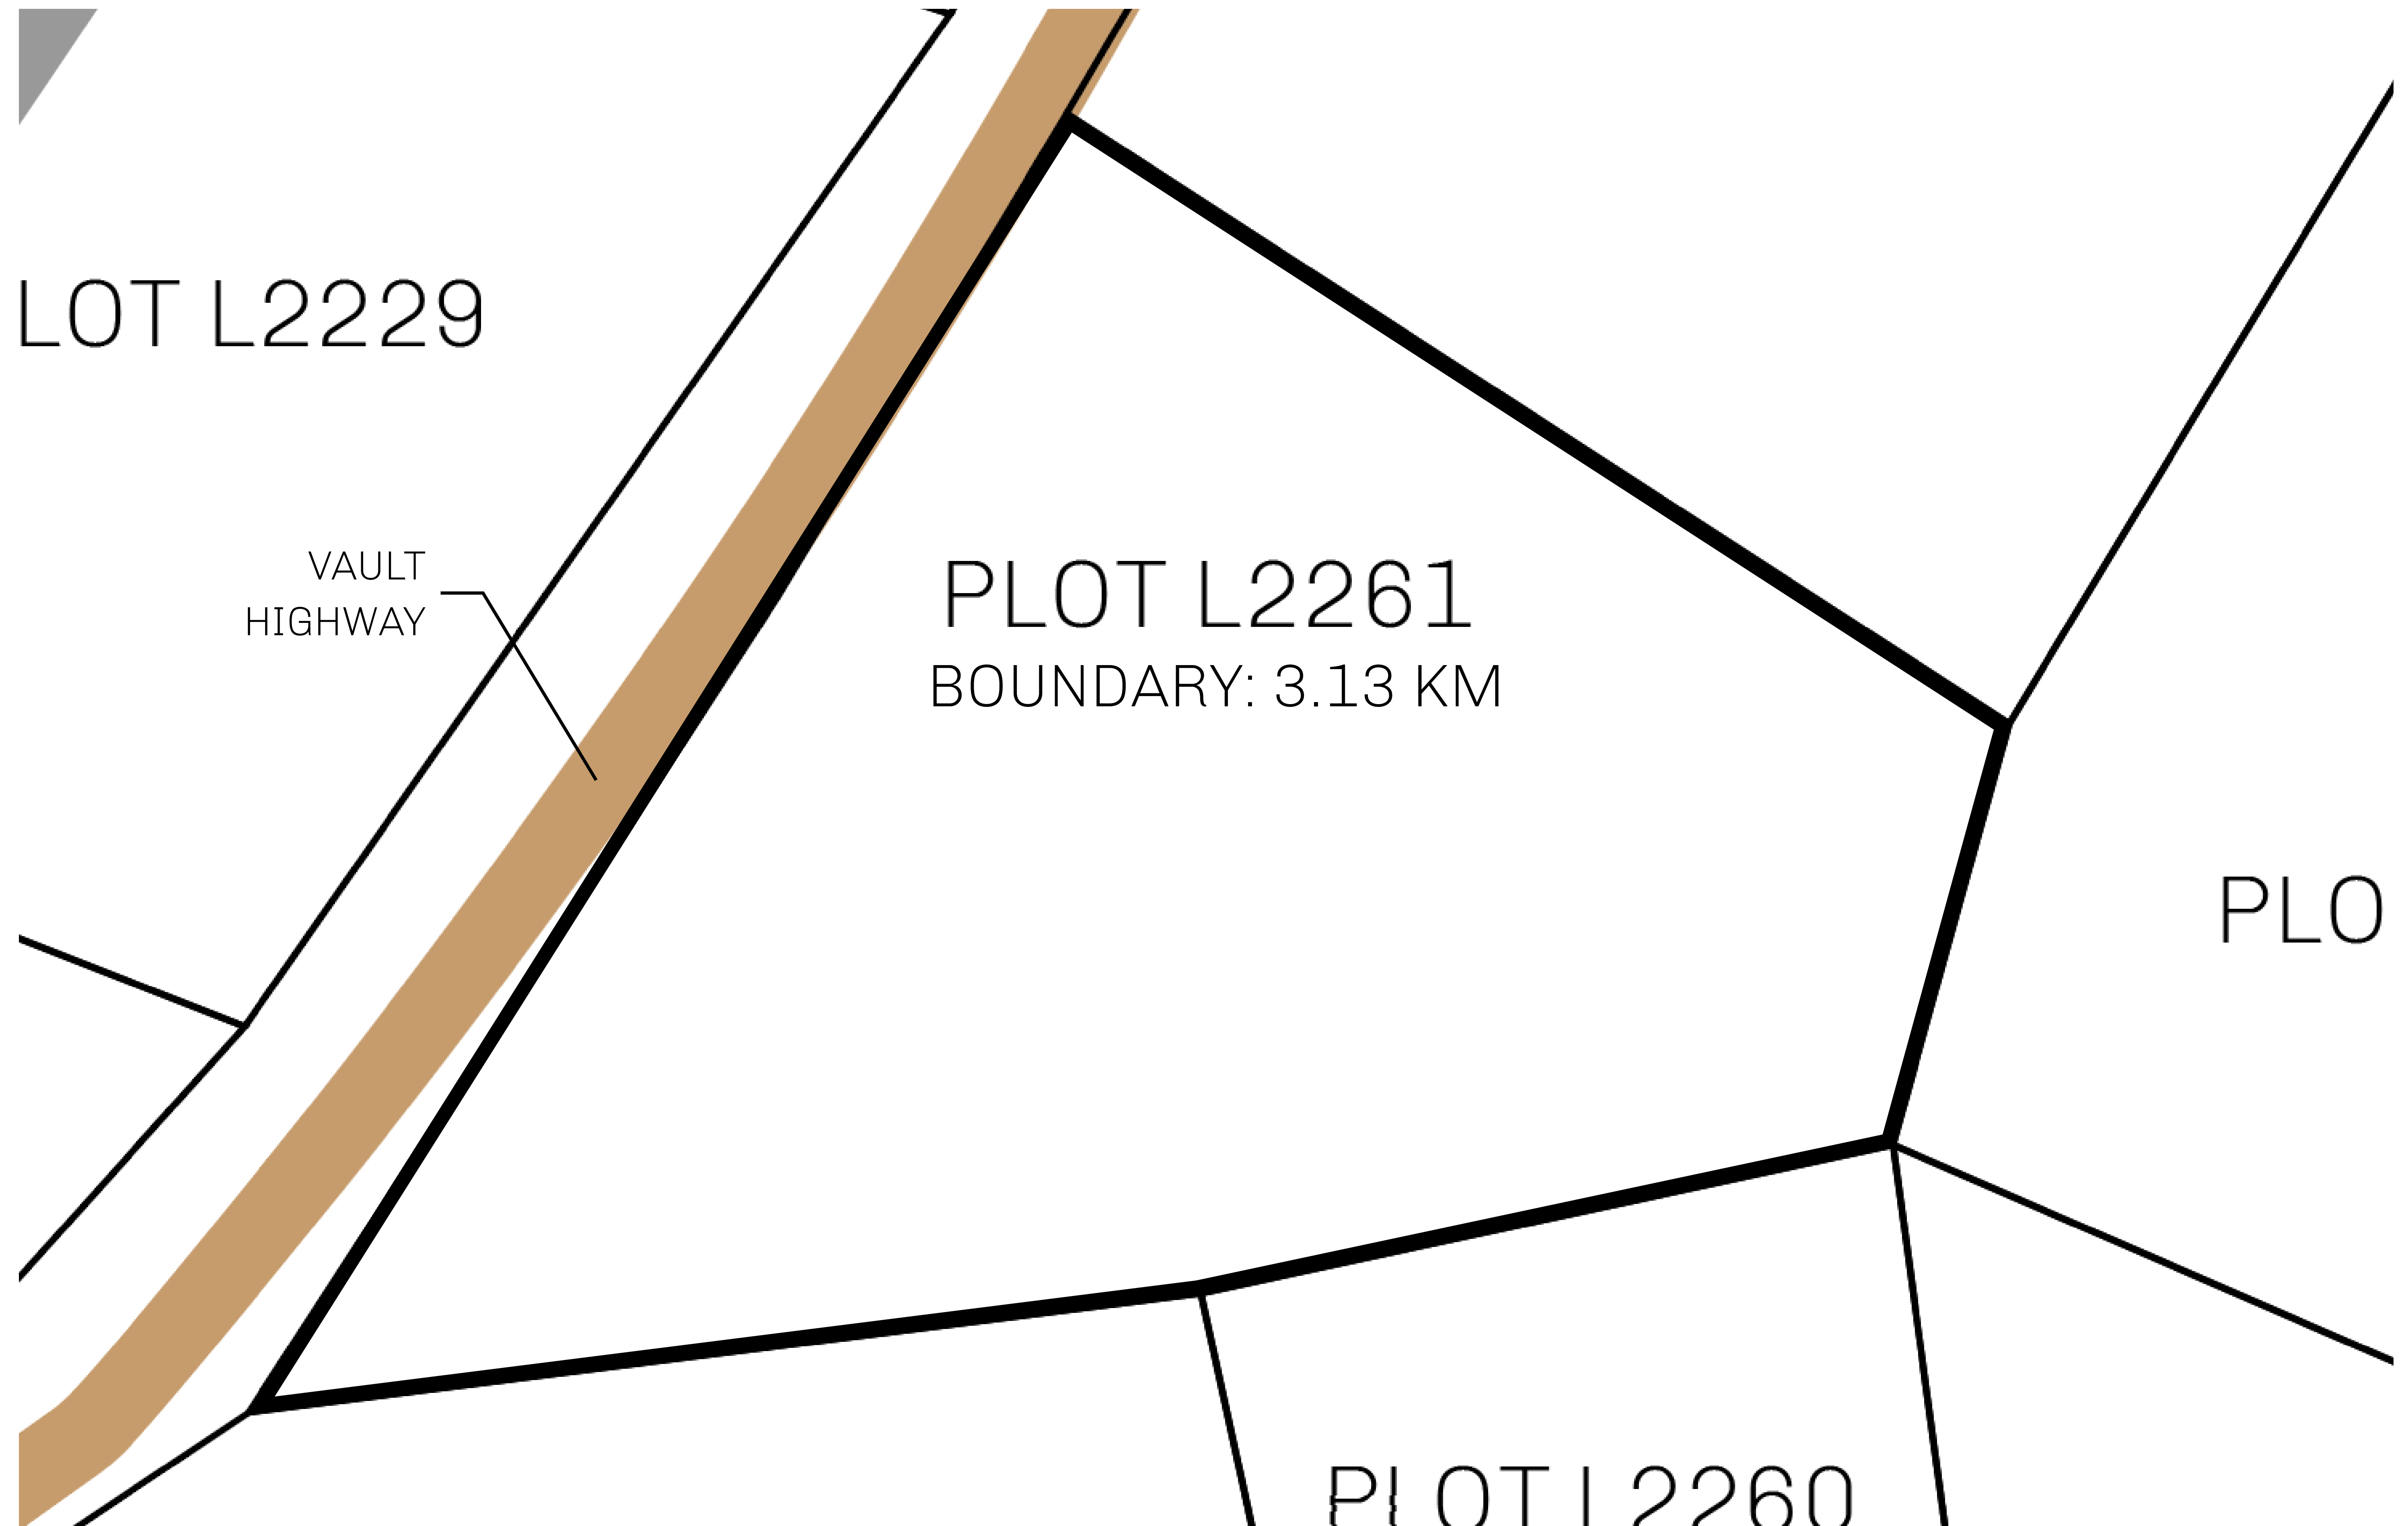 LOT L2229
VAULT
HIGHWAY
PLOT L2261
BOUNDARY: 3.13 KM
PLO
PLOT L2260